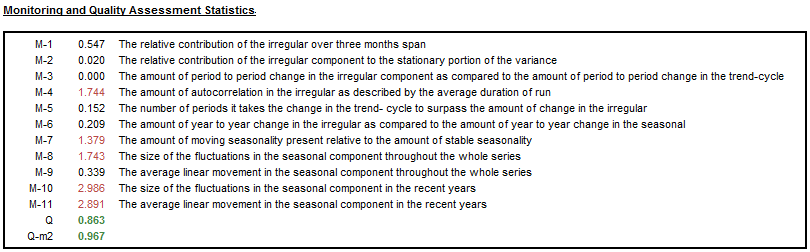 Monitoring and Quality Assessment Statistics.
M-1 0.547 The relative contribution of the irregular over three months span
M-2 0.020 The relative contribution of the irregular component to the stationary portion of the variance
M-3 0.000 The amount of period to period change in the irregular component as compared to the amount of period to period change in the trend-cycle
M-4 1.744 The amount of autocorrelation in the irregular as described by the average duration of run
M-5 0.152 The number of periods it takes the change in the trend- cycle to surpass the amount of change in the irregular
M-6 0.209 The amount of year to year change in the irregular as compared to the amount of year to year change in the seasonal
M-7 1.379 The amount of moving seasonality present relative to the amount of stable seasonality
M-8 1.743 The size of the fluctuations in the seasonal component throughout the whole series
M-9 0.339 The average linear movement in the seasonal component throughout the whole series
M-10 2.986 The size of the fluctuations in the seasonal component in the recent years
M-11 2.891 The average linear movement in the seasonal component in the recent years
Q 0.863
Q-m2 0.967